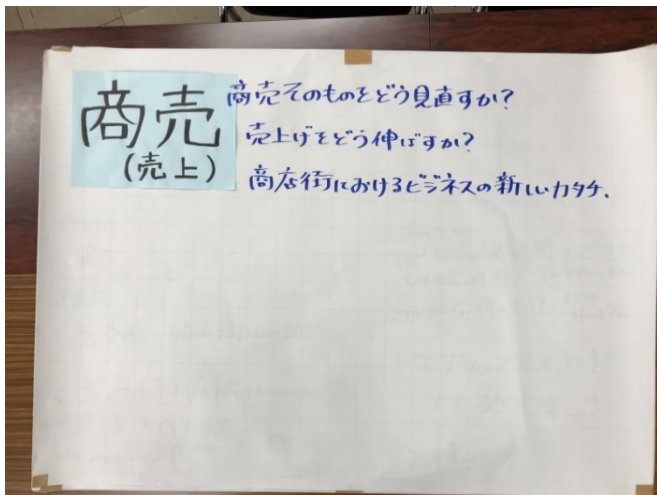 商売
(売上)
商売そのものをどう見直すか?
売上げをどう伸ばすか?
商店街におけるビジネスの新しいカタチ.